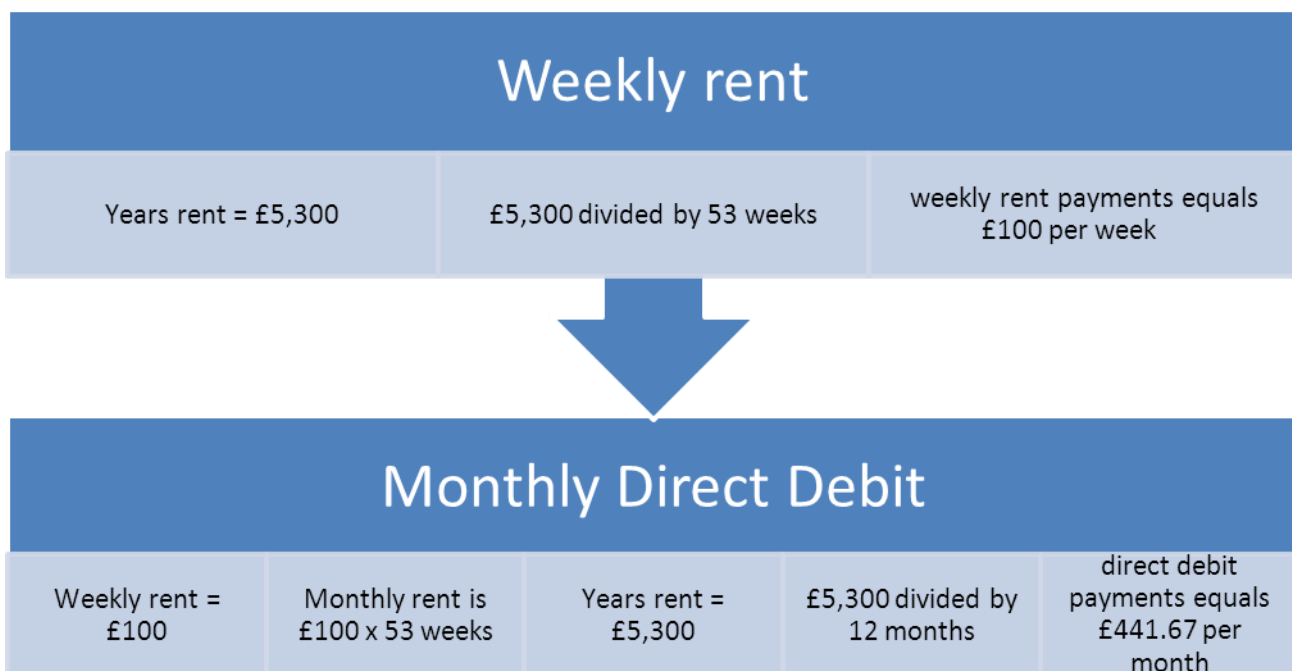 Weekly rent
Years rent = £5,300
£5,300 divided by 53 weeks
weekly rent payments equals
£100 per week
Monthly Direct Debit
Weekly rent =
£100
Monthly rent is
£100 x 53 weeks
Years rent =
£5,300
£5,300 divided by
12 months
direct debit
payments equals
£441.67 per
month